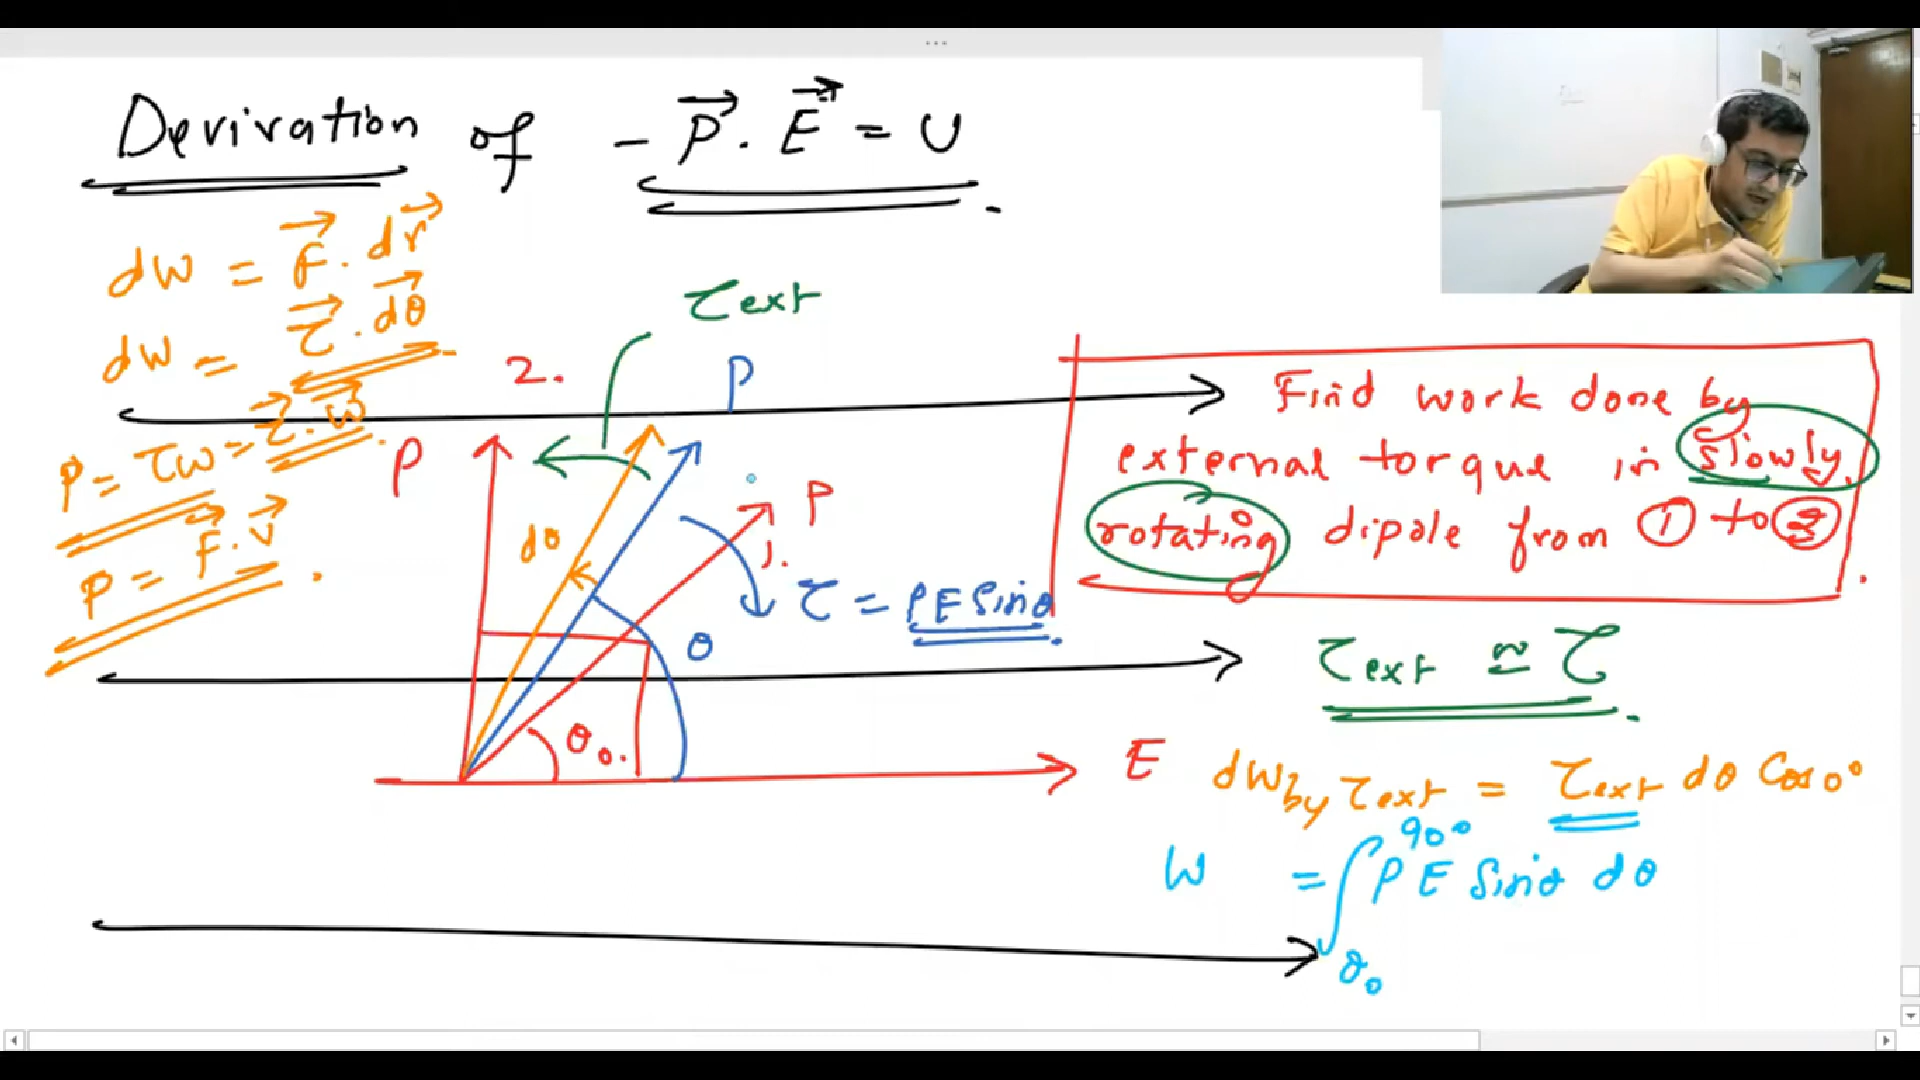 Derivation of -P⃗.E⃗ = U
dW = F⃗.dr⃗
dW = τ⃗.dθ⃗
P = τω = τ⃗.ω⃗
P = F⃗.v⃗
τext
2.
P
P
dθ
P
1.
τ = PE sinθ
θ
θ₀.
E
Find work done by
external torque in slowly
rotating dipole from ① to ②
τext ≈ τ
dW by τext = τext dθ cos 0°
W = ∫ PE sinθ dθ
90°
θ₀